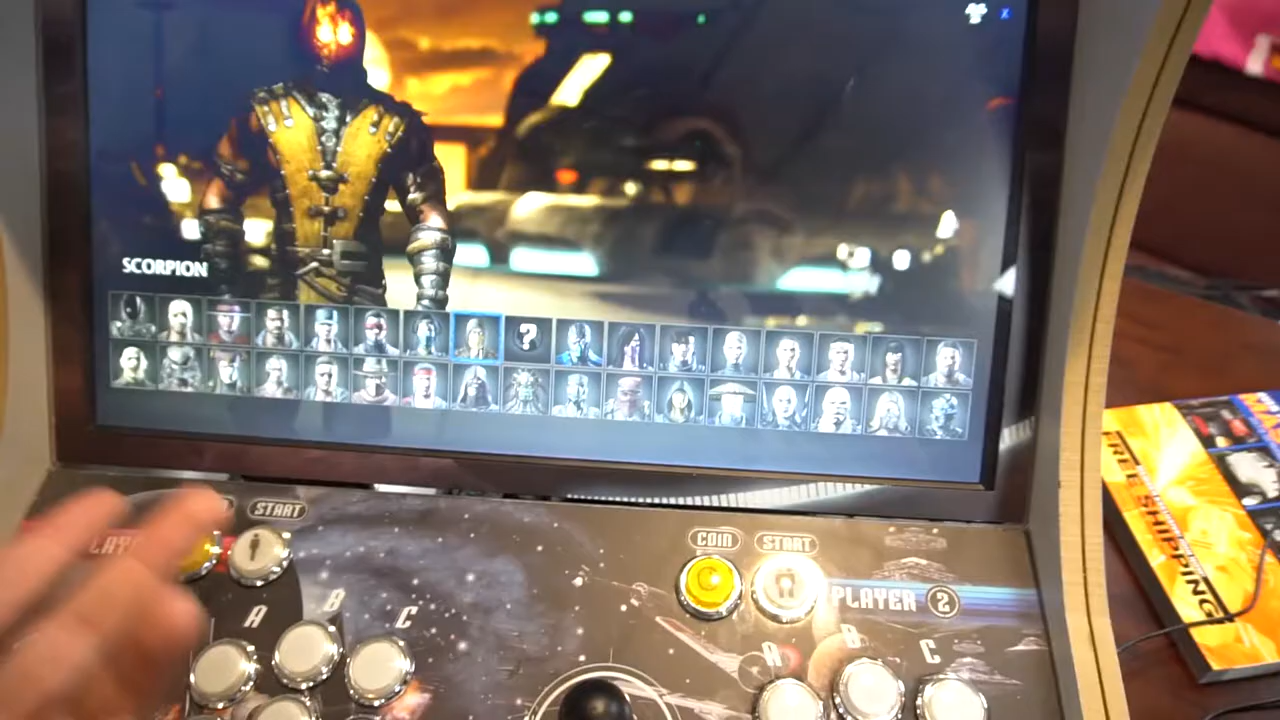 X
SCORPION
?
START
COIN
START
PLAYER 2
A
B
C
A
B
C
C
FREE SHIPPING